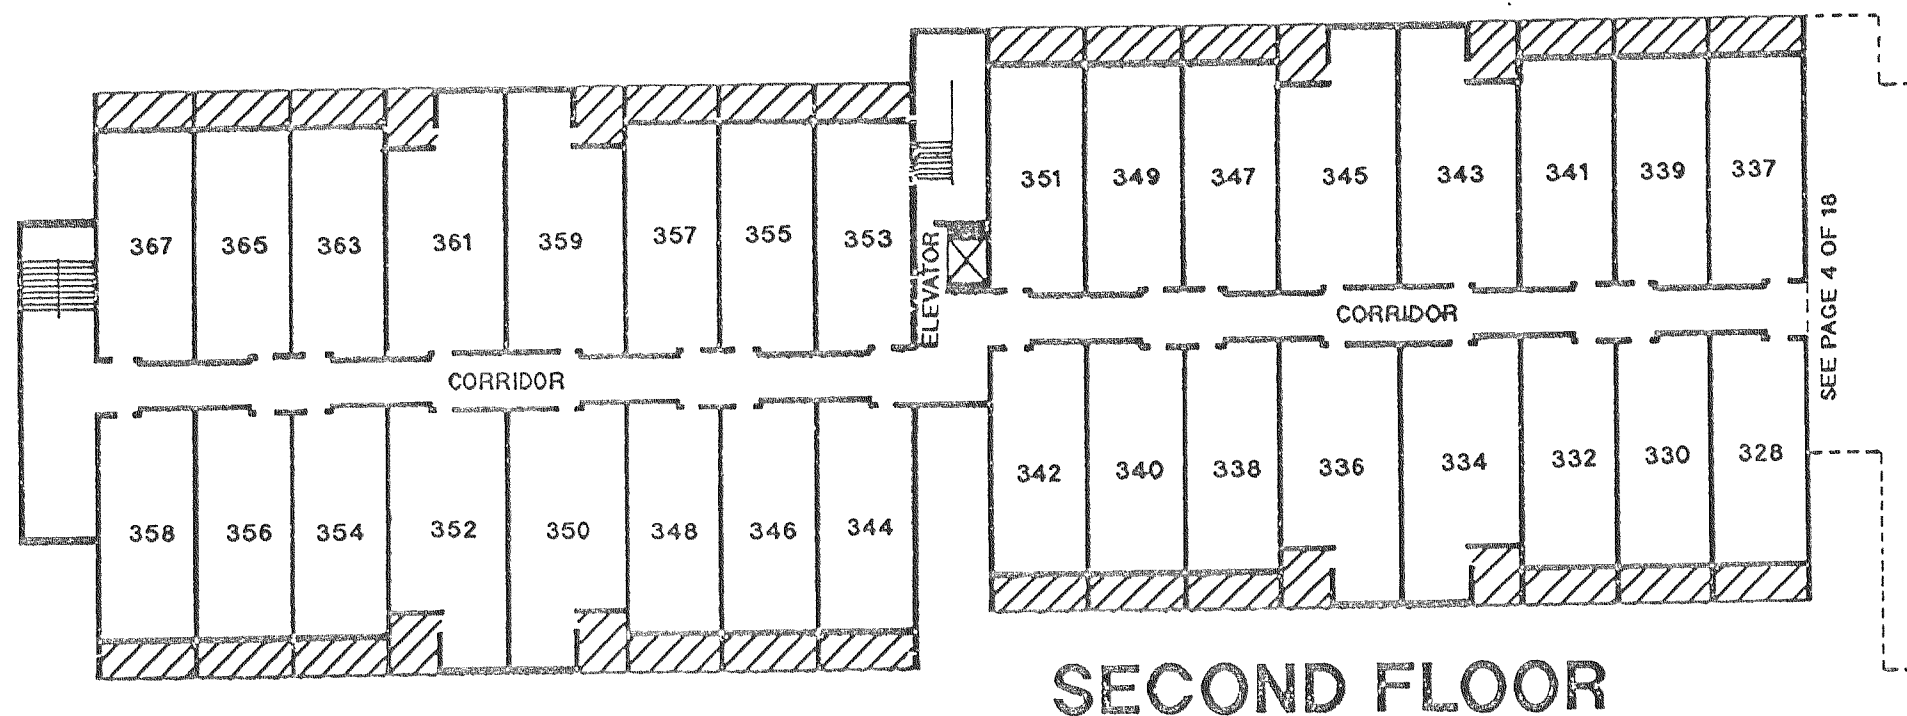 351 349 347 345 343 341 339 337
367 365 363 361 359 357 355 353
ELEVATOR
CORRIDOR
SEE PAGE 4 OF 18
CORRIDOR
342 340 338 336 334 332 330 328
358 356 354 352 350 348 346 344
SECOND FLOOR